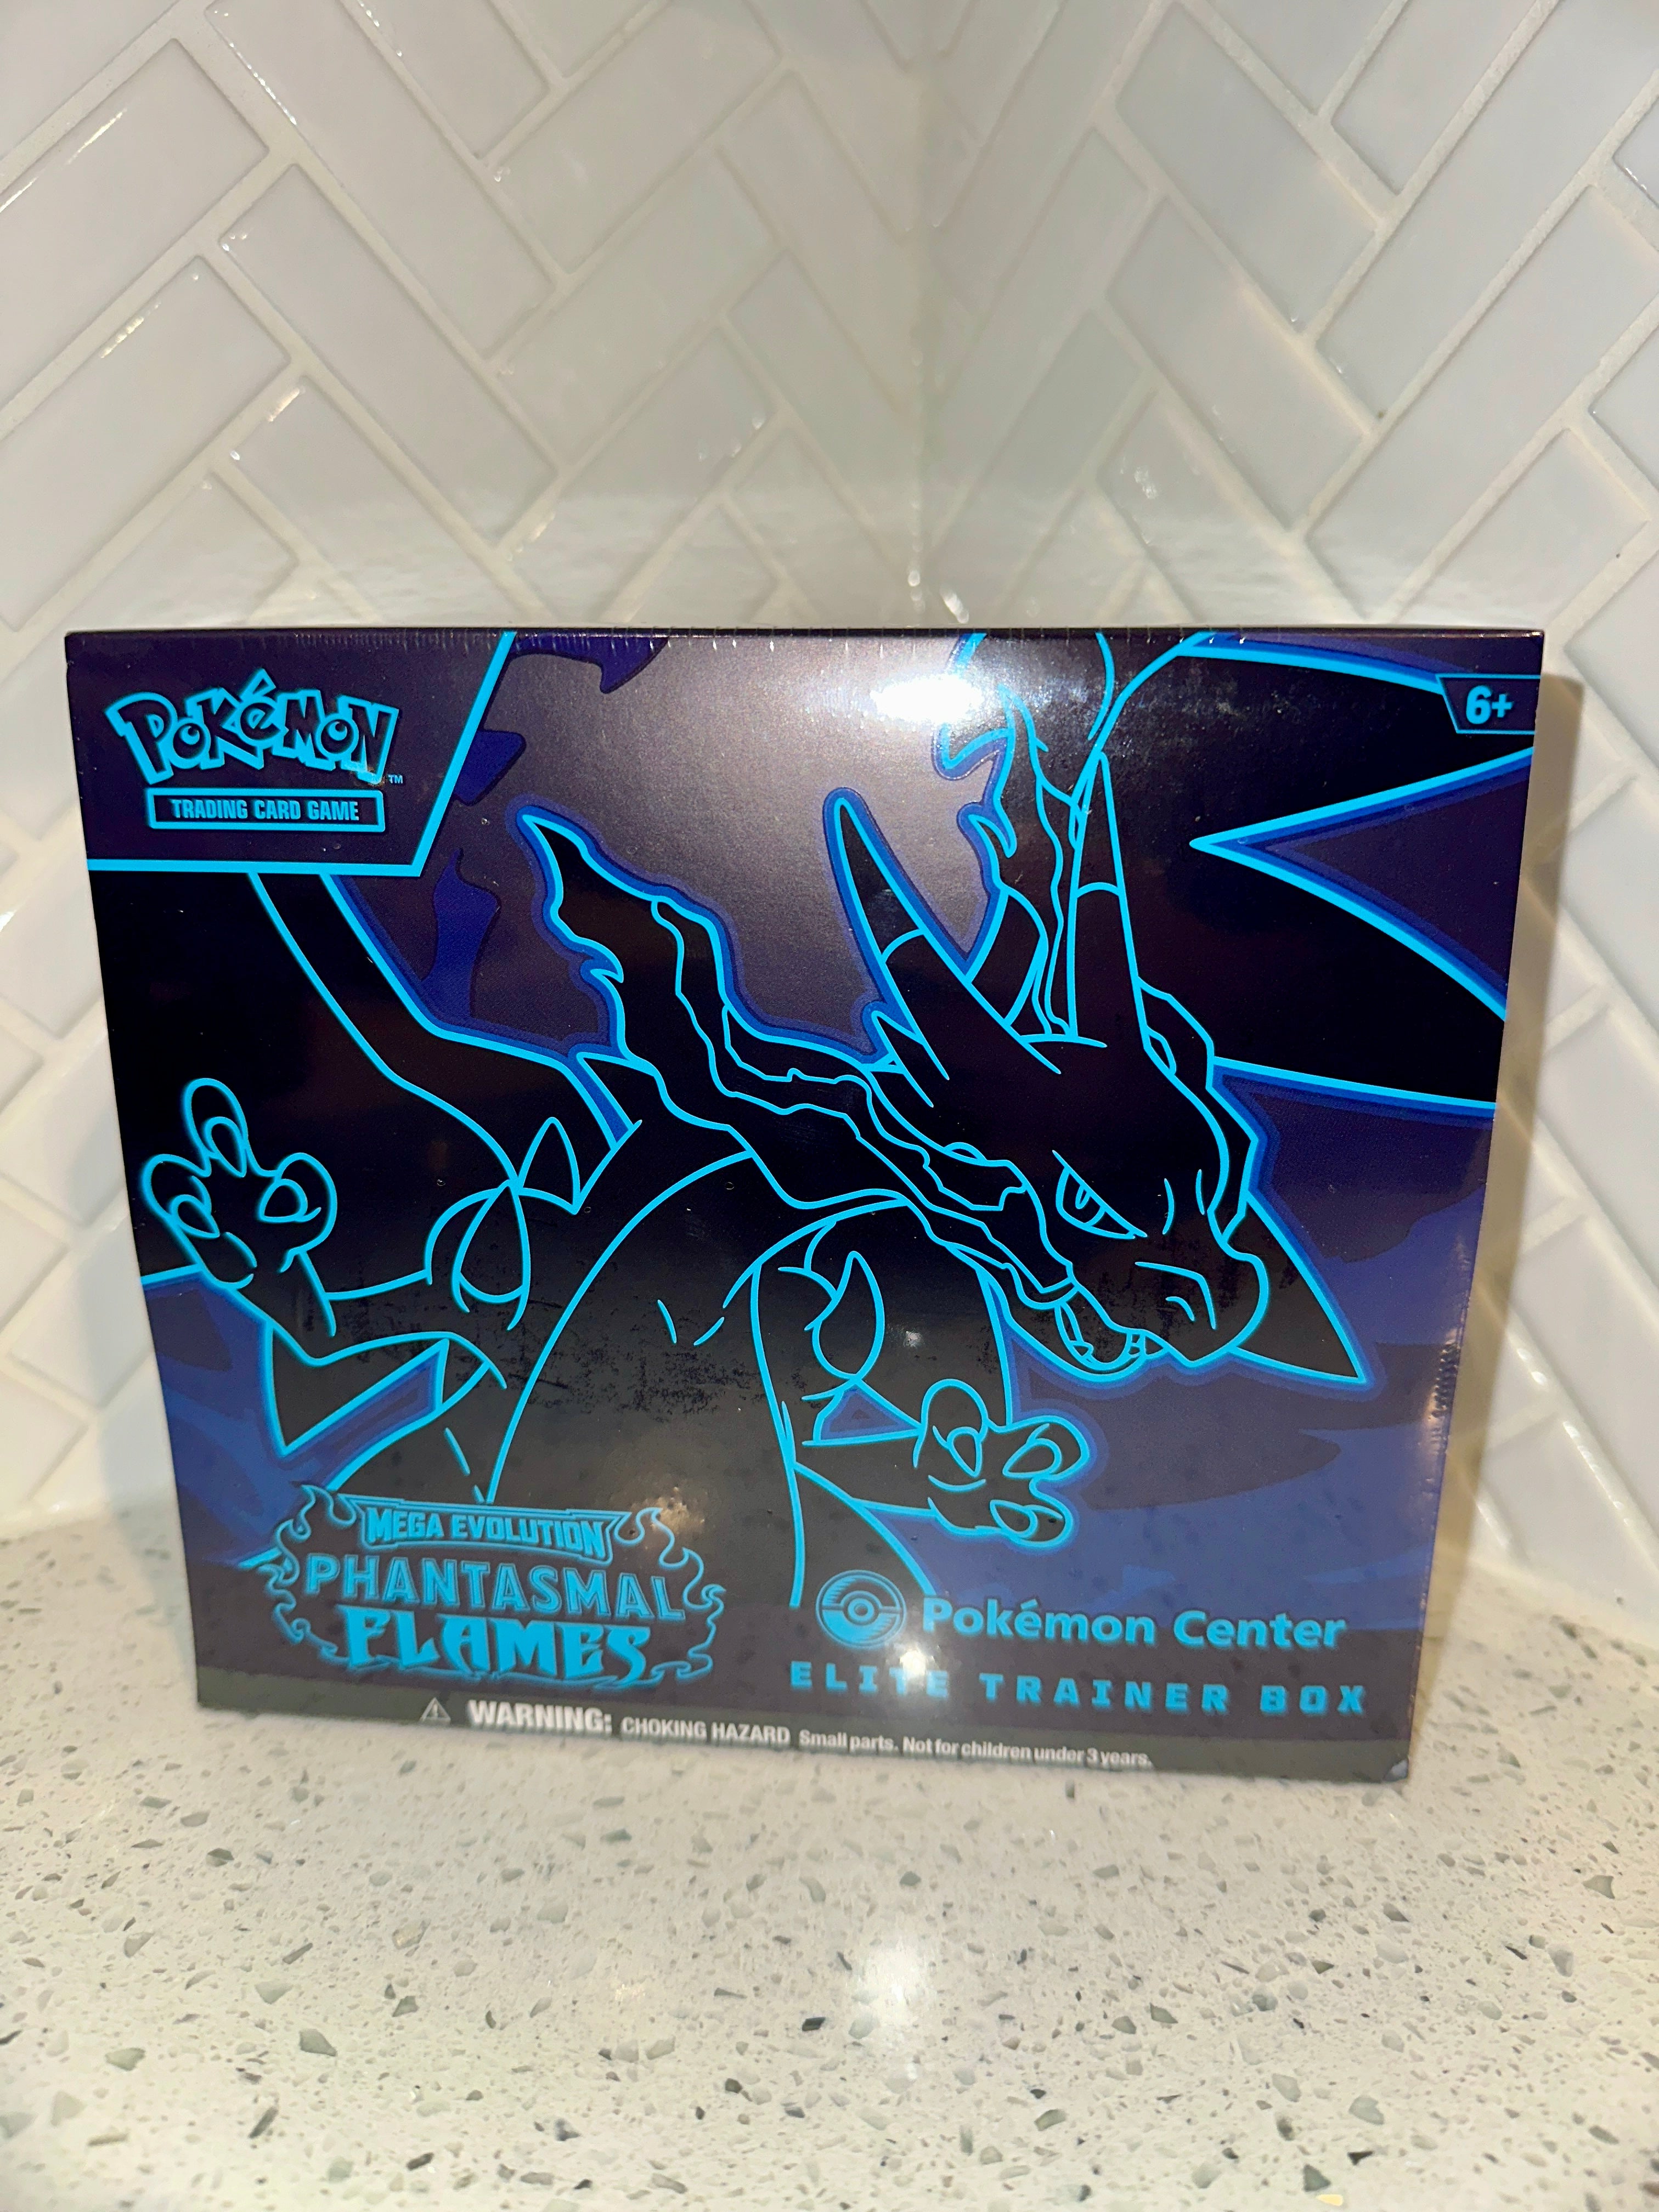 POKéMON™
TRADING CARD GAME
6+
MEGA EVOLUTION
PHANTASMAL
FLAMES
Pokémon Center
ELITE TRAINER BOX
WARNING: CHOKING HAZARD Small parts. Not for children under 3 years.